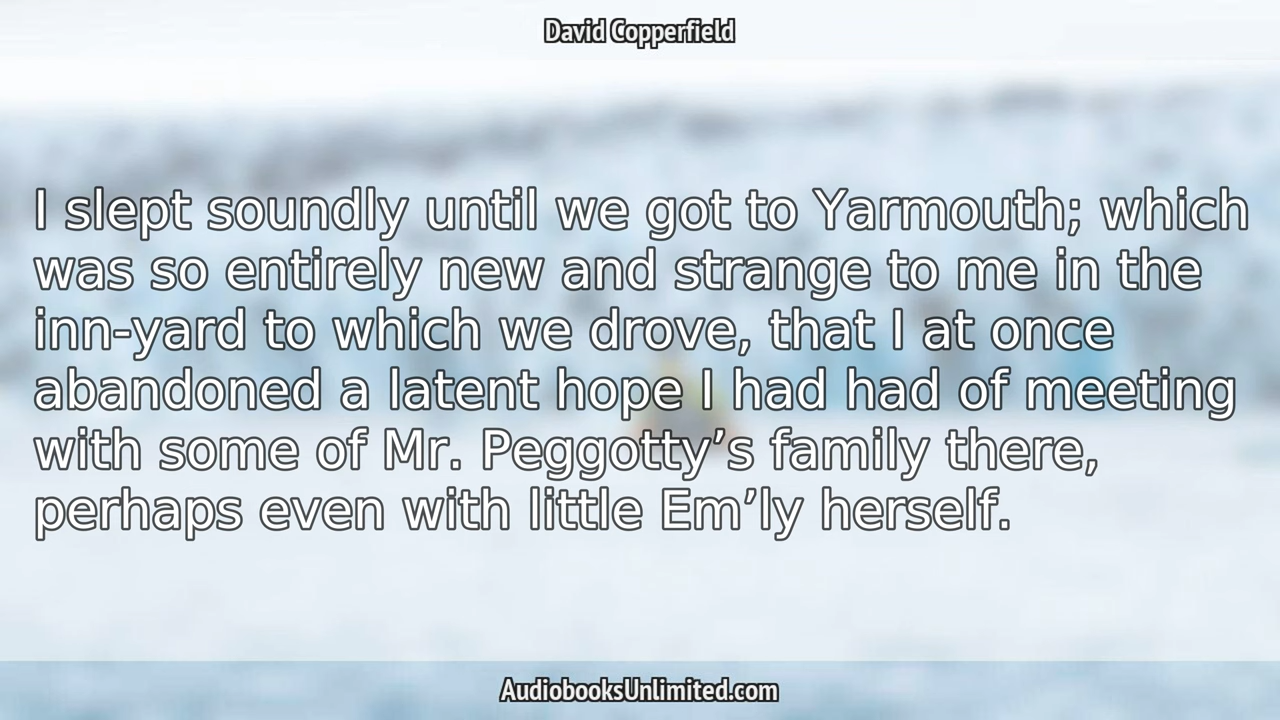 David Copperfield
I slept soundly until we got to Yarmouth; which
was so entirely new and strange to me in the
inn-yard to which we drove, that I at once
abandoned a latent hope I had had of meeting
with some of Mr. Peggotty’s family there,
perhaps even with little Em’ly herself.
AudiobooksUnlimited.com